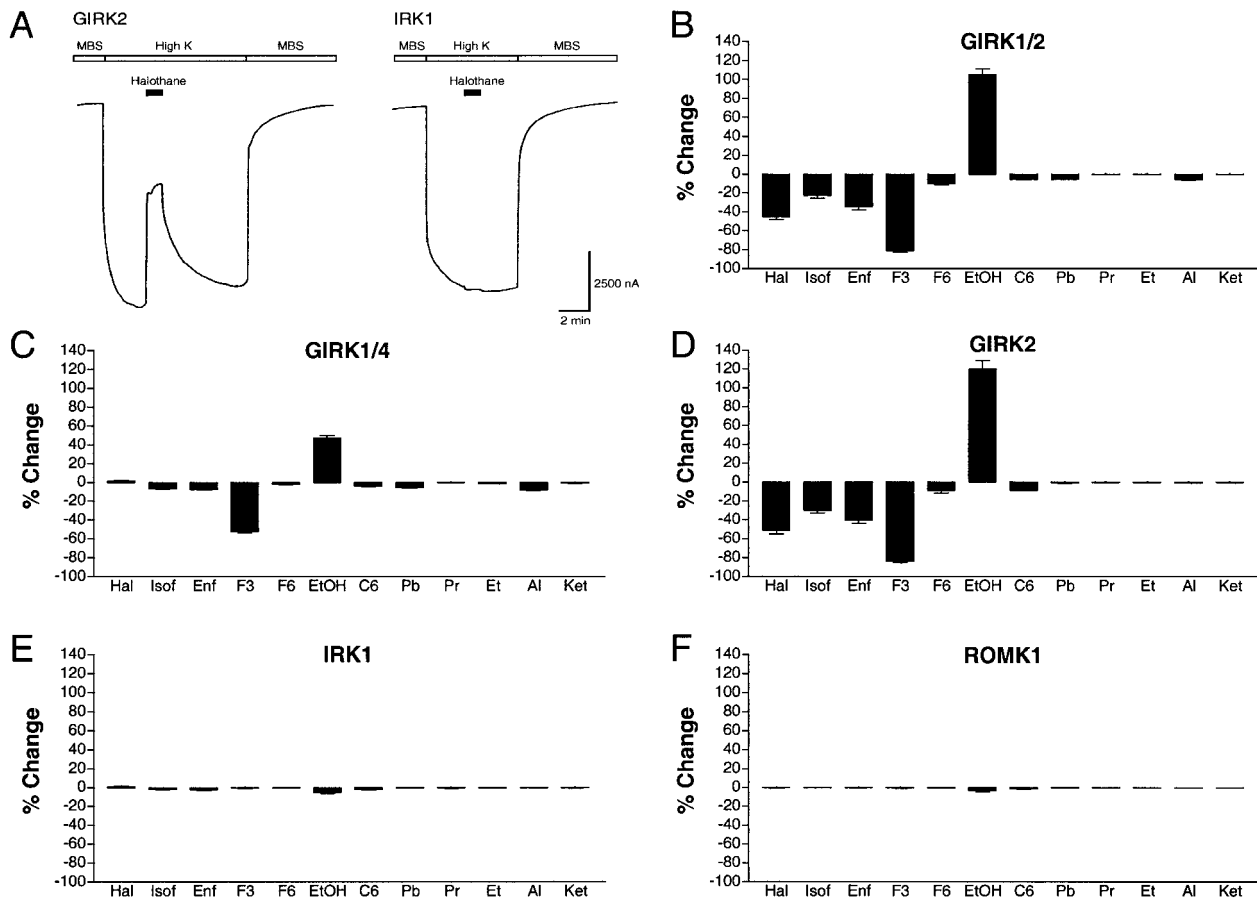 A
GIRK2
IRK1
MBS High K MBS
MBS High K MBS
Halothane
Halothane
2500 nA
2 min
B
GIRK1/2
% Change
140
120
100
80
60
40
20
0
-20
-40
-60
-80
-100
Hal Isof Enf F3 F6 EtOH C6 Pb Pr Et Al Ket
C
GIRK1/4
% Change
140
120
100
80
60
40
20
0
-20
-40
-60
-80
-100
Hal Isof Enf F3 F6 EtOH C6 Pb Pr Et Al Ket
D
GIRK2
% Change
140
120
100
80
60
40
20
0
-20
-40
-60
-80
-100
Hal Isof Enf F3 F6 EtOH C6 Pb Pr Et Al Ket
E
IRK1
% Change
140
120
100
80
60
40
20
0
-20
-40
-60
-80
-100
Hal Isof Enf F3 F6 EtOH C6 Pb Pr Et Al Ket
F
ROMK1
% Change
140
120
100
80
60
40
20
0
-20
-40
-60
-80
-100
Hal Isof Enf F3 F6 EtOH C6 Pb Pr Et Al Ket